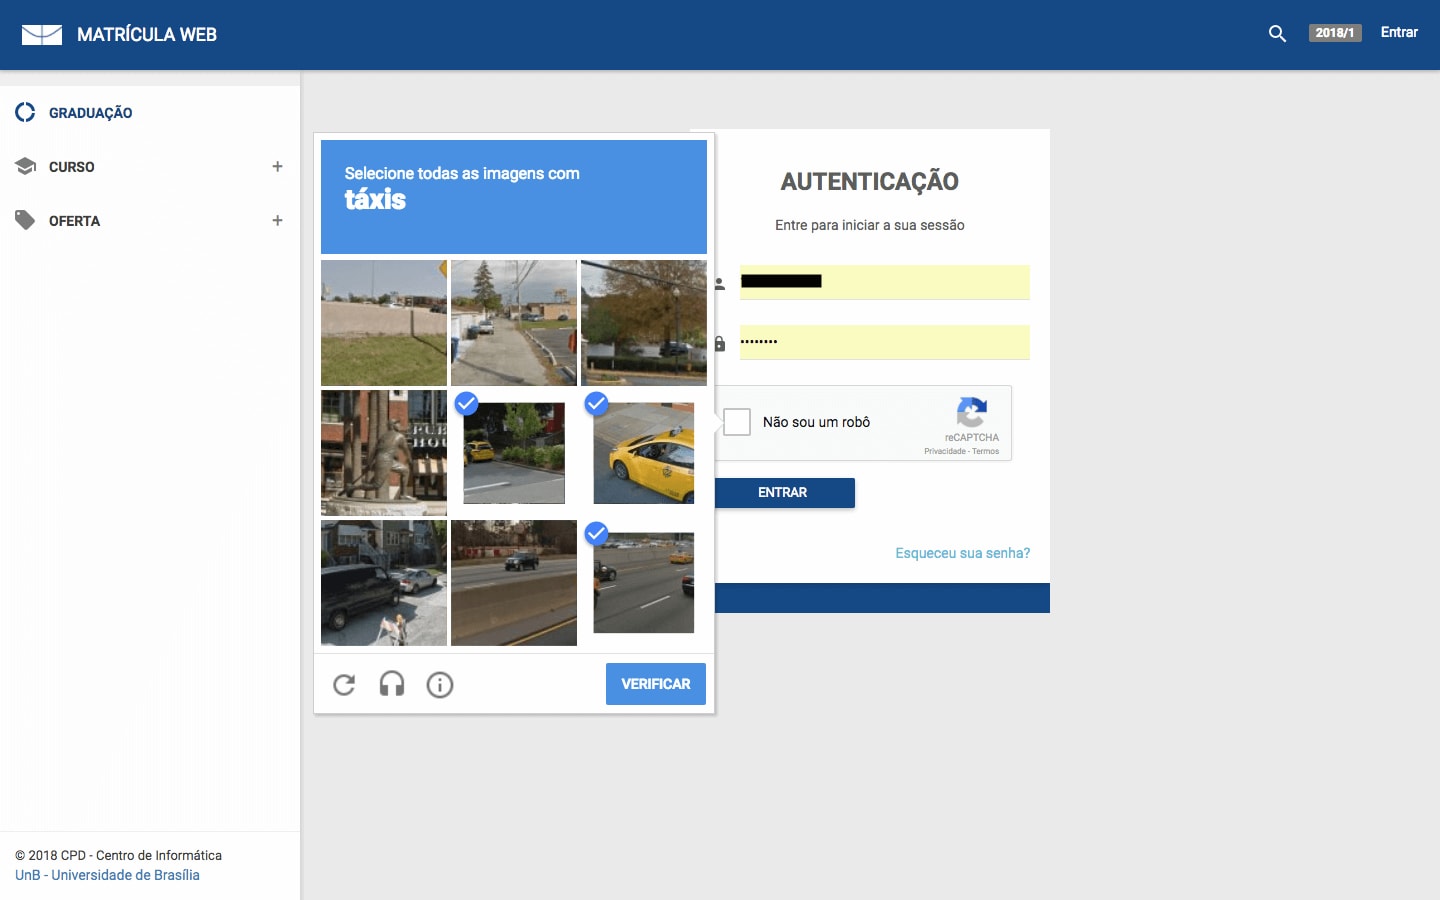 MATRÍCULA WEB
2018/1
Entrar
GRADUAÇÃO
CURSO
OFERTA
Selecione todas as imagens com
táxis
VERIFICAR
AUTENTICAÇÃO
Entre para iniciar a sua sessão
Não sou um robô
reCAPTCHA
Privacidade - Termos
ENTRAR
Esqueceu sua senha?
© 2018 CPD - Centro de Informática
UnB - Universidade de Brasília